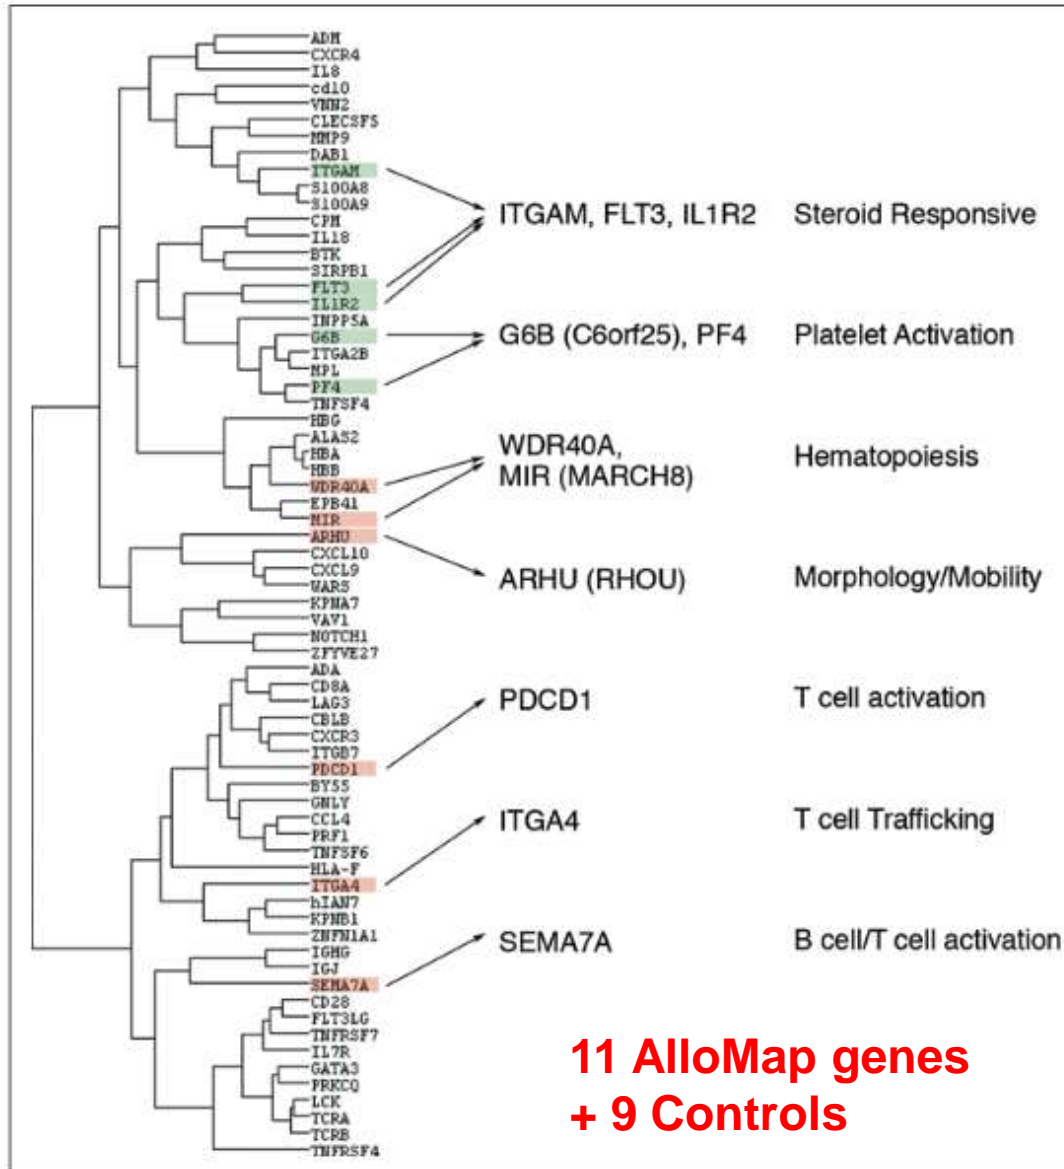 ADM
CXCR4
IL8
cd10
VNN2
CLECSF5
MMP9
DAB1
ITGAM
S100A8
S100A9
CPM
IL18
BTK
SIRPB1
FLT3
IL1R2
INPP5A
G6B
ITGA2B
MPL
PF4
TNFSF4
HBG
ALAS2
HBA
HBB
WDR40A
EPB41
MIR
ARHU
CXCL10
CXCL9
WARS
KPNA7
VAV1
NOTCH1
ZFYVE27
ADA
CD8A
LAG3
CBLB
CXCR3
ITGB7
PDCD1
BY55
GNLY
CCL4
PRF1
TNFSF6
HLA-F
ITGA4
hIAN7
KPNB1
ZNFN1A1
IGHG
IGJ
SEMA7A
CD28
FLT3LG
TNFRSF7
IL7R
GATA3
PRKCQ
LCK
TCRA
TCRB
TNFRSF4
ITGAM, FLT3, IL1R2 Steroid Responsive
G6B (C6orf25), PF4 Platelet Activation
WDR40A,
MIR (MARCH8) Hematopoiesis
ARHU (RHOU) Morphology/Mobility
PDCD1 T cell activation
ITGA4 T cell Trafficking
SEMA7A B cell/T cell activation
11 AlloMap genes
+ 9 Controls